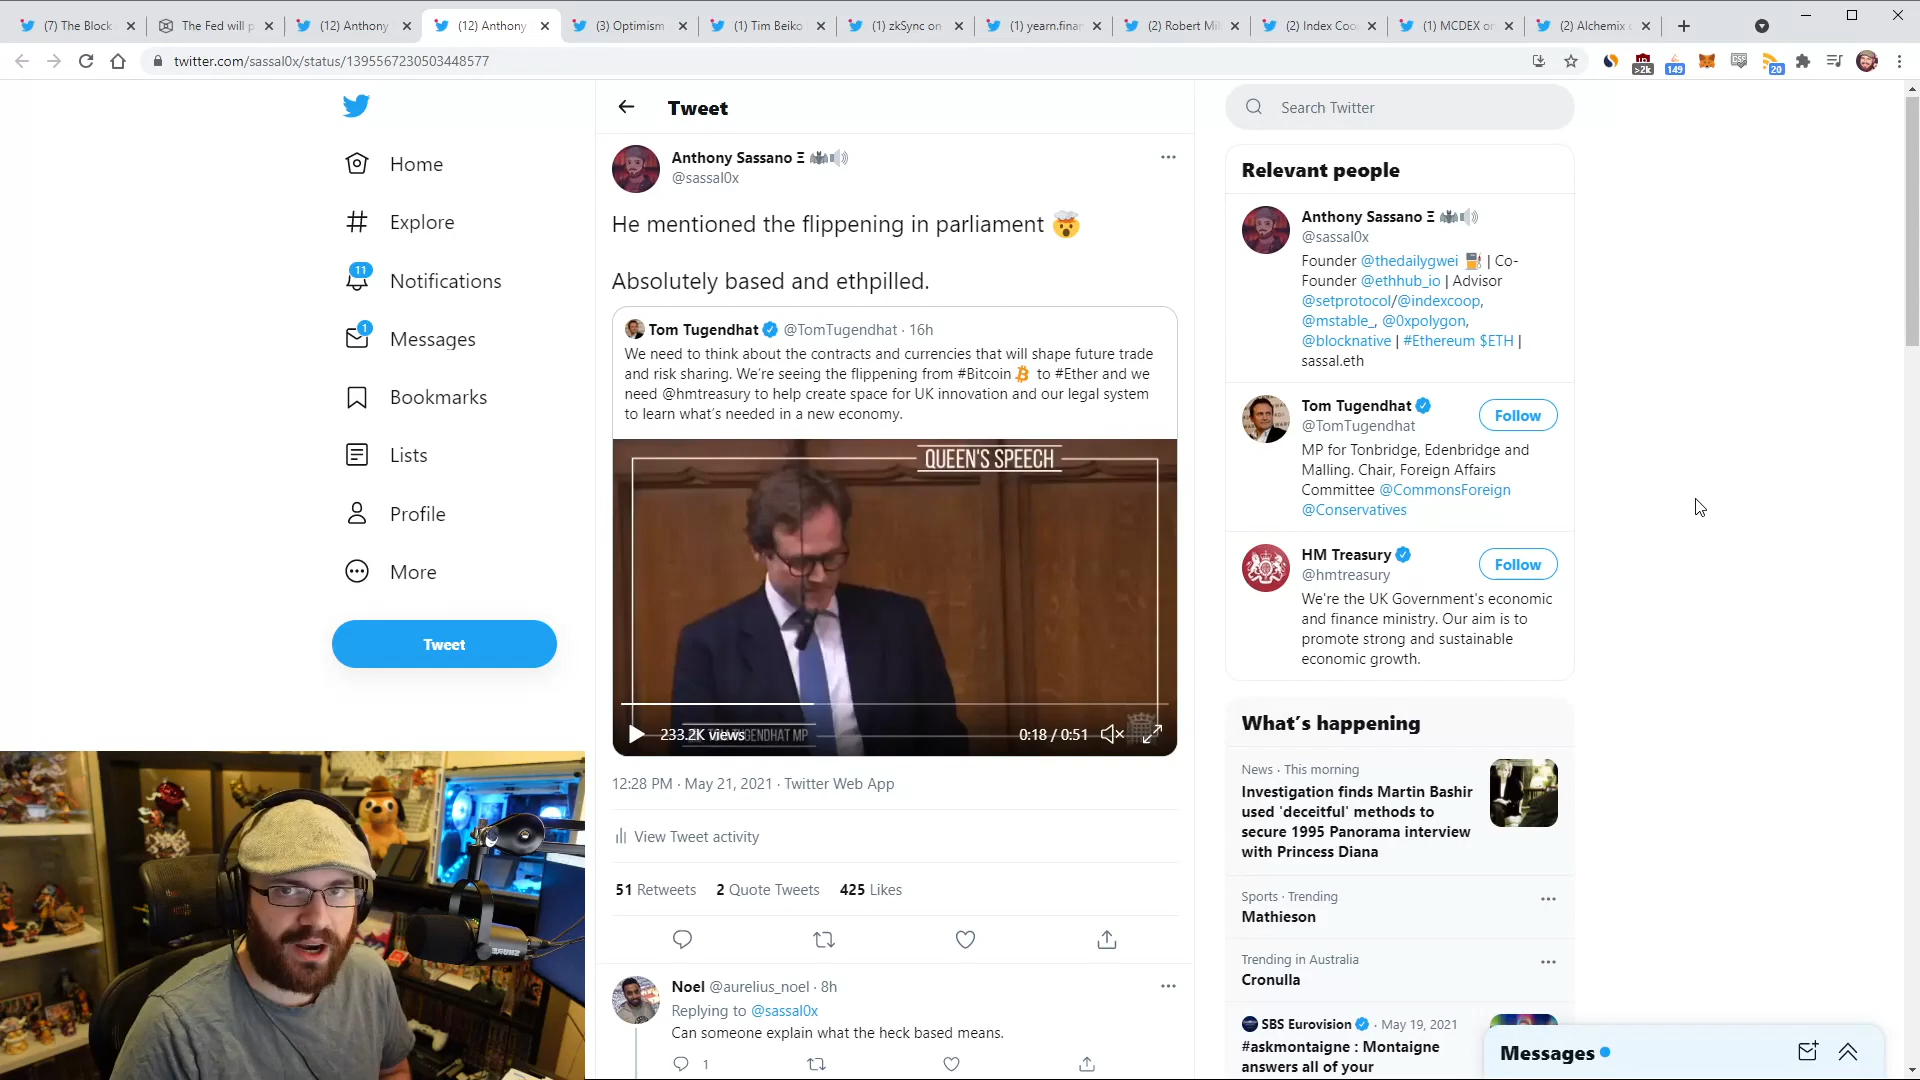 (7) The Block
The Fed will p
(12) Anthony
(12) Anthony
(3) Optimism
(1) Tim Beiko
(1) zkSync on
(1) yearn.finan
(2) Robert Mil
(2) Index Coo
(1) MCDEX on
(2) Alchemix
twitter.com/sassal0x/status/1395567230503448577
>2k
149
20
Home
Explore
11
Notifications
1
Messages
Bookmarks
Lists
Profile
More
Tweet
Tweet
Anthony Sassano Ξ
@sassal0x
He mentioned the flippening in parliament 🤯
Absolutely based and ethpilled.
Tom Tugendhat @TomTugendhat · 16h
We need to think about the contracts and currencies that will shape future trade
and risk sharing. We're seeing the flippening from #Bitcoin to #Ether and we
need @hmtreasury to help create space for UK innovation and our legal system
to learn what's needed in a new economy.
QUEEN'S SPEECH
233.2K views
TUGENDHAT MP
0:18 / 0:51
12:28 PM · May 21, 2021 · Twitter Web App
View Tweet activity
51 Retweets 2 Quote Tweets 425 Likes
Noel @aurelius_noel · 8h
Replying to @sassal0x
Can someone explain what the heck based means.
1
Search Twitter
Relevant people
Anthony Sassano Ξ
@sassal0x
Founder @thedailygwei ⛽ | Co-
Founder @ethhub_io | Advisor
@setprotocol/@indexcoop,
@mstable_, @0xpolygon,
@blocknative | #Ethereum $ETH |
sassal.eth
Tom Tugendhat
@TomTugendhat
Follow
MP for Tonbridge, Edenbridge and
Malling. Chair, Foreign Affairs
Committee @CommonsForeign
@Conservatives
HM Treasury
@hmtreasury
Follow
We're the UK Government's economic
and finance ministry. Our aim is to
promote strong and sustainable
economic growth.
What's happening
News · This morning
Investigation finds Martin Bashir
used 'deceitful' methods to
secure 1995 Panorama interview
with Princess Diana
Sports · Trending
Mathieson
Trending in Australia
Cronulla
SBS Eurovision · May 19, 2021
#askmontaigne : Montaigne
answers all of your
Messages